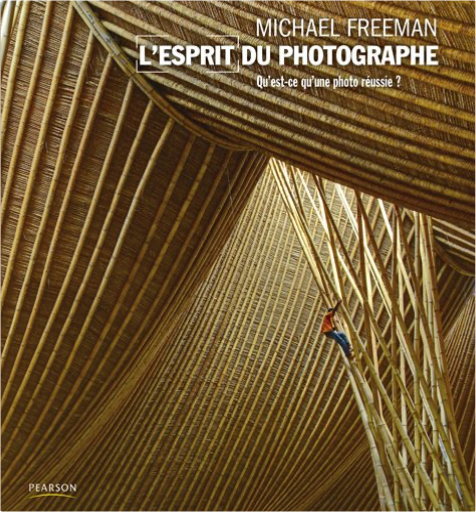 MICHAEL FREEMAN
L'ESPRIT DU PHOTOGRAPHE
Qu'est-ce qu'une photo réussie ?
PEARSON